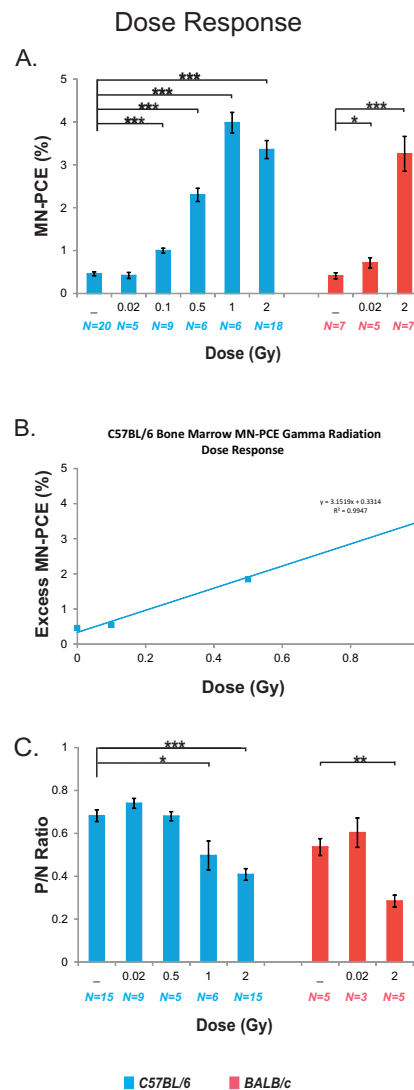 Dose Response
A.
MN-PCE (%)
5
4
3
2
1
0
***
***
***
***
***
*
_ 0.02 0.1 0.5 1 2 _ 0.02 2
N=20 N=5 N=9 N=6 N=6 N=18 N=7 N=5 N=7
Dose (Gy)
B.
C57BL/6 Bone Marrow MN-PCE Gamma Radiation
Dose Response
Excess MN-PCE (%)
5
4
3
2
1
0
y = 3.1519x + 0.3314
R² = 0.9947
0 0.2 0.4 0.6 0.8
Dose (Gy)
C.
P/N Ratio
1
0.8
0.6
0.4
0.2
0
***
*
**
_ 0.02 0.5 1 2 _ 0.02 2
N=15 N=9 N=5 N=6 N=15 N=5 N=3 N=5
Dose (Gy)
C57BL/6 BALB/c